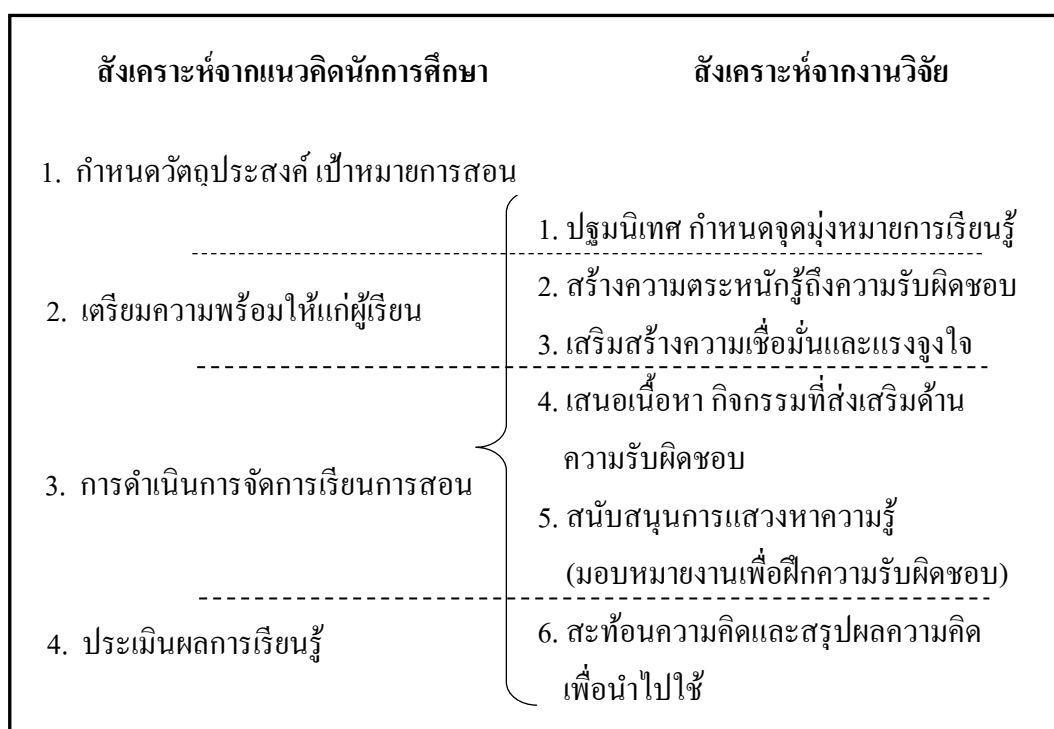 สังเคราะห์จากแนวคิดนักการศึกษา
สังเคราะห์จากงานวิจัย
1. กำหนดวัตถุประสงค์ เป้าหมายการสอน
1. ปฐมนิเทศ กำหนดจุดมุ่งหมายการเรียนรู้
2. เตรียมความพร้อมให้แก่ผู้เรียน
2. สร้างความตระหนักรู้ถึงความรับผิดชอบ
3. เสริมสร้างความเชื่อมั่นและแรงจูงใจ
3. การดำเนินการจัดการเรียนการสอน
4. เสนอเนื้อหา กิจกรรมที่ส่งเสริมด้าน
ความรับผิดชอบ
5. สนับสนุนการแสวงหาความรู้
(มอบหมายงานเพื่อฝึกความรับผิดชอบ)
4. ประเมินผลการเรียนรู้
6. สะท้อนความคิดและสรุปผลความคิด
เพื่อนำไปใช้